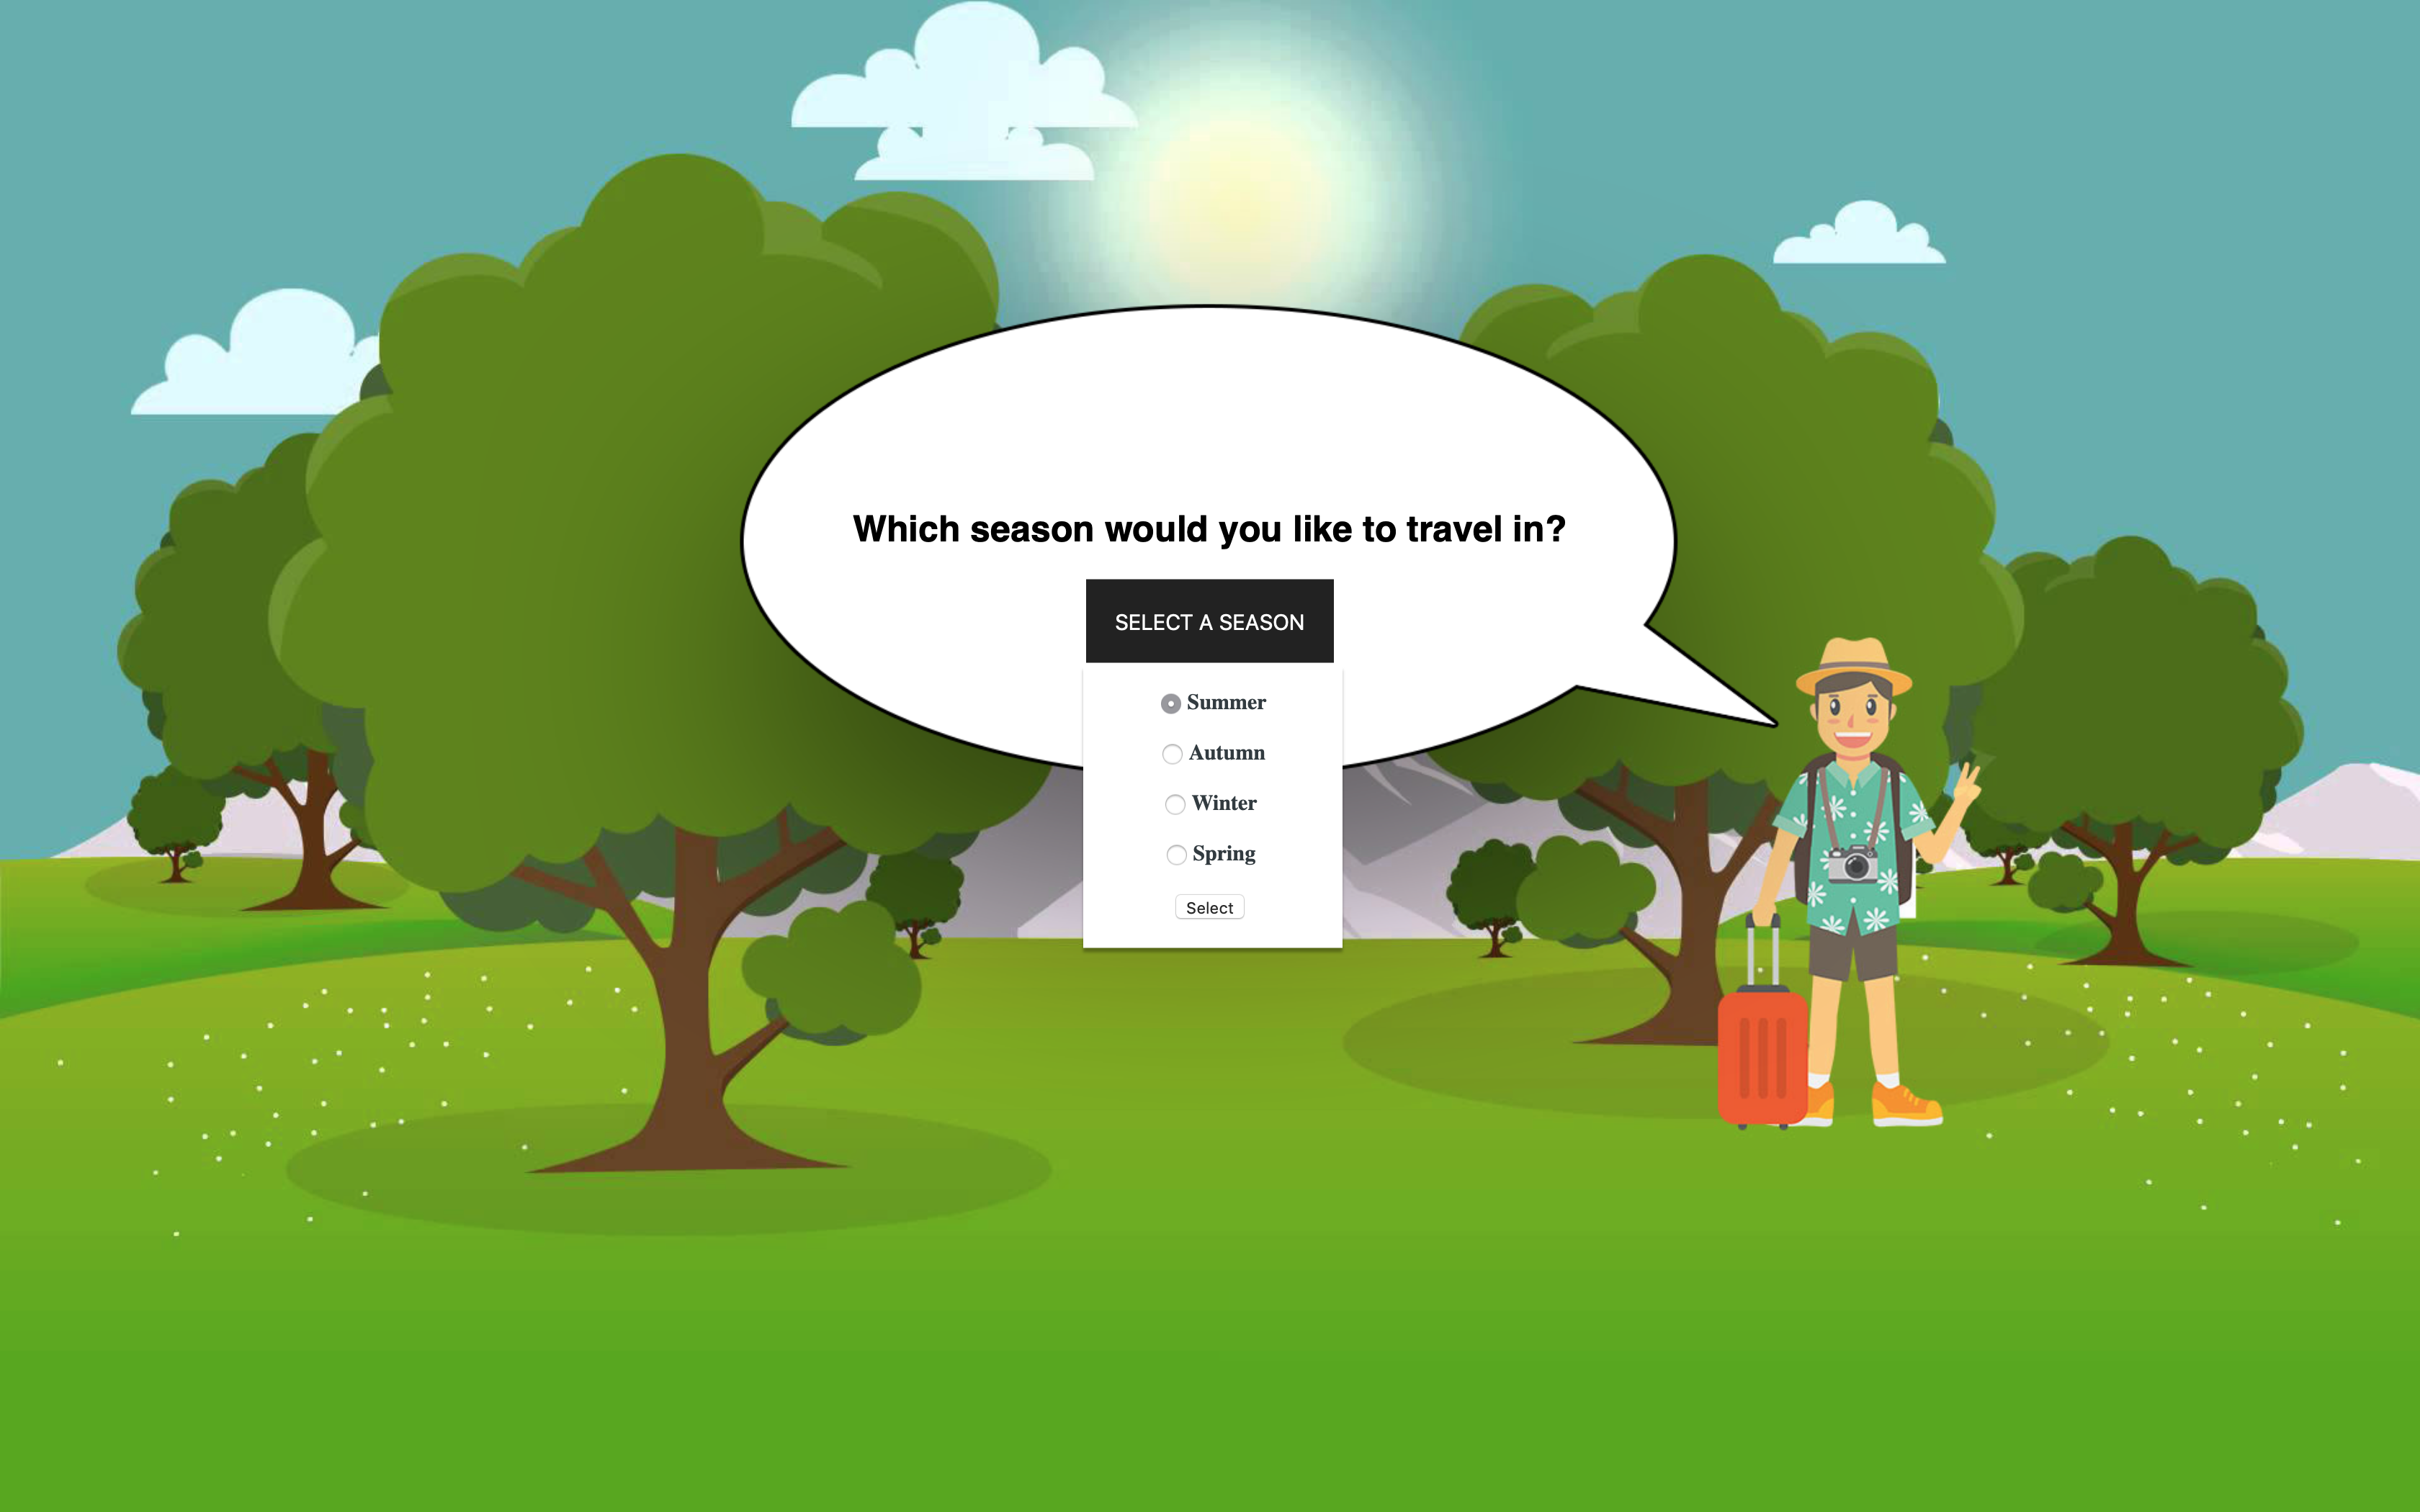 Which season would you like to travel in?
SELECT A SEASON
Summer
Autumn
Winter
Spring
Select